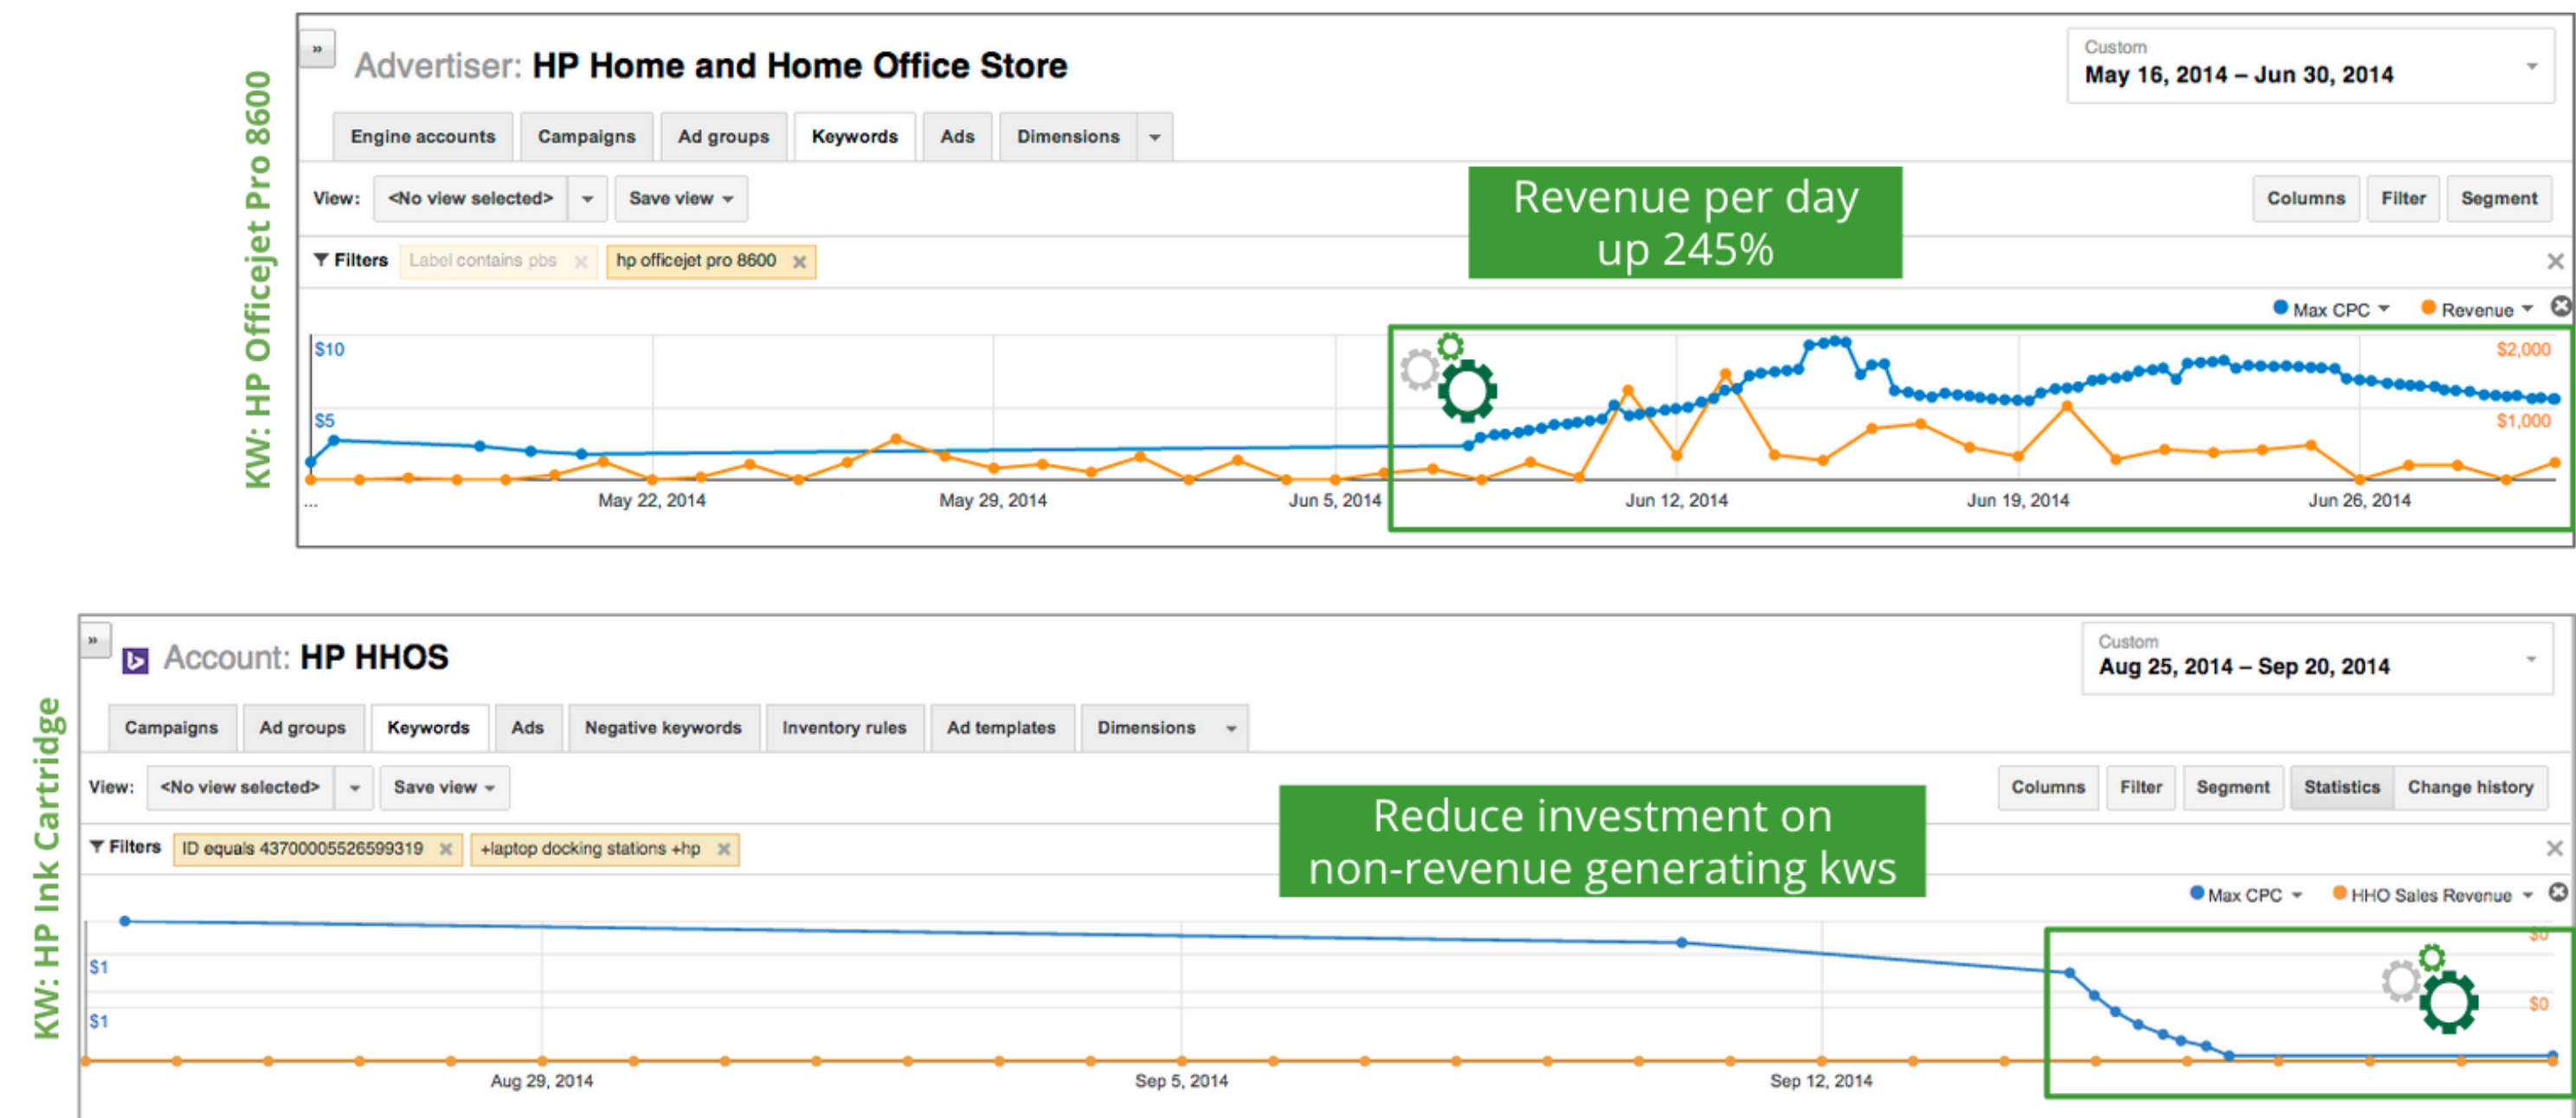 KW: HP Officejet Pro 8600
»
Advertiser: HP Home and Home Office Store
Custom
May 16, 2014 – Jun 30, 2014
Engine accounts Campaigns Ad groups Keywords Ads Dimensions
View: <No view selected> Save view
Revenue per day
up 245%
Columns Filter Segment
Filters Label contains pbs × hp officejet pro 8600 ×
×
Max CPC Revenue
$10 $2,000
$5 $1,000
... May 22, 2014 May 29, 2014 Jun 5, 2014 Jun 12, 2014 Jun 19, 2014 Jun 26, 2014
KW: HP Ink Cartridge
»
Account: HP HHOS
Custom
Aug 25, 2014 – Sep 20, 2014
Campaigns Ad groups Keywords Ads Negative keywords Inventory rules Ad templates Dimensions
View: <No view selected> Save view
Reduce investment on
non-revenue generating kws
Columns Filter Segment Statistics Change history
Filters ID equals 43700005526599319 × +laptop docking stations +hp ×
×
Max CPC HHO Sales Revenue
$0
$1
$0
$1
Aug 29, 2014 Sep 5, 2014 Sep 12, 2014